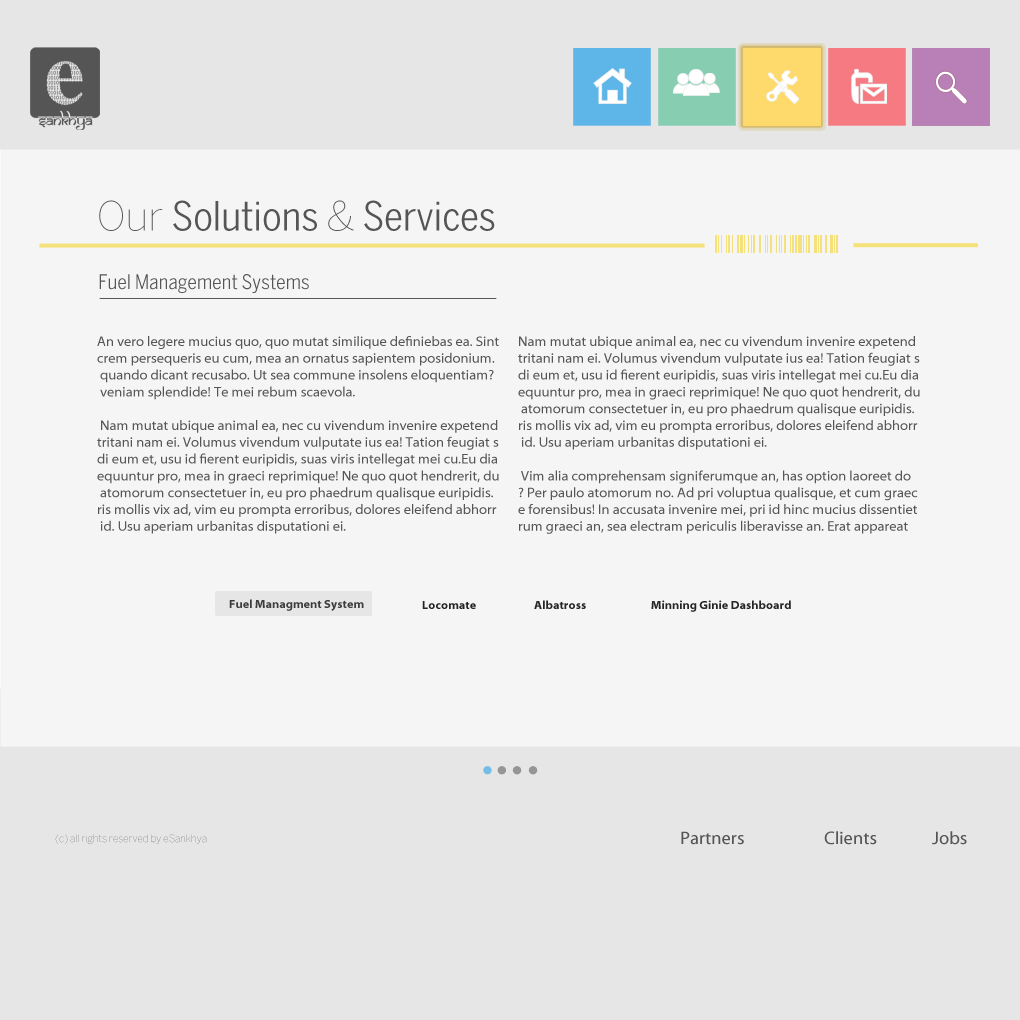 e
sankhya
Our Solutions & Services
Fuel Management Systems
An vero legere mucius quo, quo mutat similique definiebas ea. Sint
crem persequeris eu cum, mea an ornatus sapientem posidonium.
quando dicant recusabo. Ut sea commune insolens eloquentiam?
veniam splendide! Te mei rebum scaevola.
Nam mutat ubique animal ea, nec cu vivendum invenire expetend
tritani nam ei. Volumus vivendum vulputate ius ea! Tation feugiat s
di eum et, usu id fierent euripidis, suas viris intellegat mei cu.Eu dia
equuntur pro, mea in graeci reprimique! Ne quo quot hendrerit, du
atomorum consectetuer in, eu pro phaedrum qualisque euripidis.
ris mollis vix ad, vim eu prompta erroribus, dolores eleifend abhorr
id. Usu aperiam urbanitas disputationi ei.
Nam mutat ubique animal ea, nec cu vivendum invenire expetend
tritani nam ei. Volumus vivendum vulputate ius ea! Tation feugiat s
di eum et, usu id fierent euripidis, suas viris intellegat mei cu.Eu dia
equuntur pro, mea in graeci reprimique! Ne quo quot hendrerit, du
atomorum consectetuer in, eu pro phaedrum qualisque euripidis.
ris mollis vix ad, vim eu prompta erroribus, dolores eleifend abhorr
id. Usu aperiam urbanitas disputationi ei.
Vim alia comprehensam signiferumque an, has option laoreet do
? Per paulo atomorum no. Ad pri voluptua qualisque, et cum graec
e forensibus! In accusata invenire mei, pri id hinc mucius dissentiet
rum graeci an, sea electram periculis liberavisse an. Erat appareat
Fuel Managment System Locomate Albatross Minning Ginie Dashboard
(c) all rights reserved by eSankhya Partners Clients Jobs